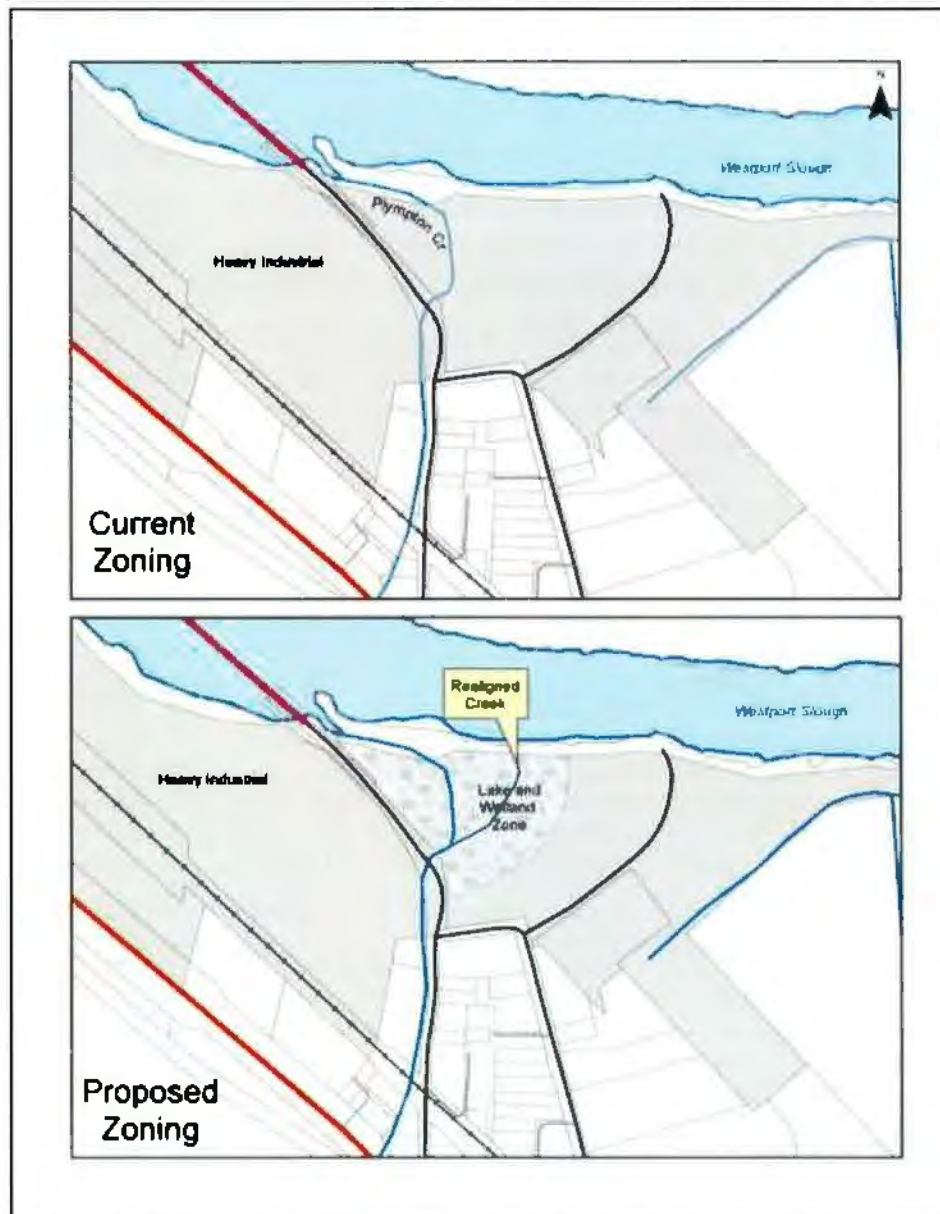 N
Westport Slough
Plympton Cr
Heavy Industrial
Current
Zoning
Realigned
Creek
Westport Slough
Heavy Industrial
Lake and
Wetland
Zone
Proposed
Zoning